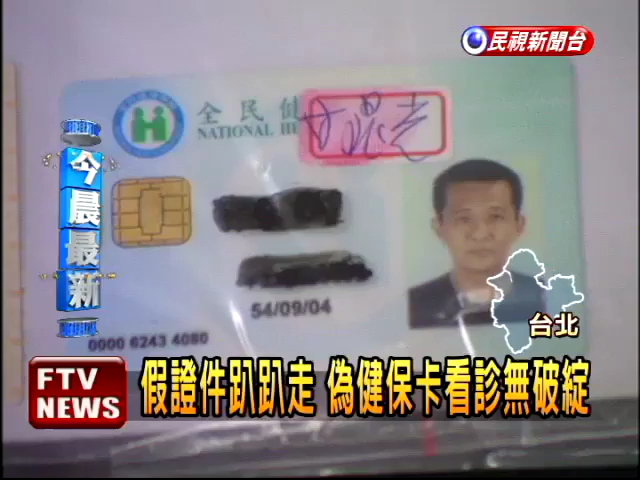 民視新聞台
全民健
NATIONAL H
今晨最新
54/09/04
0000 6243 4080
台北
FTV
NEWS
假證件趴趴走 偽健保卡看診無破綻